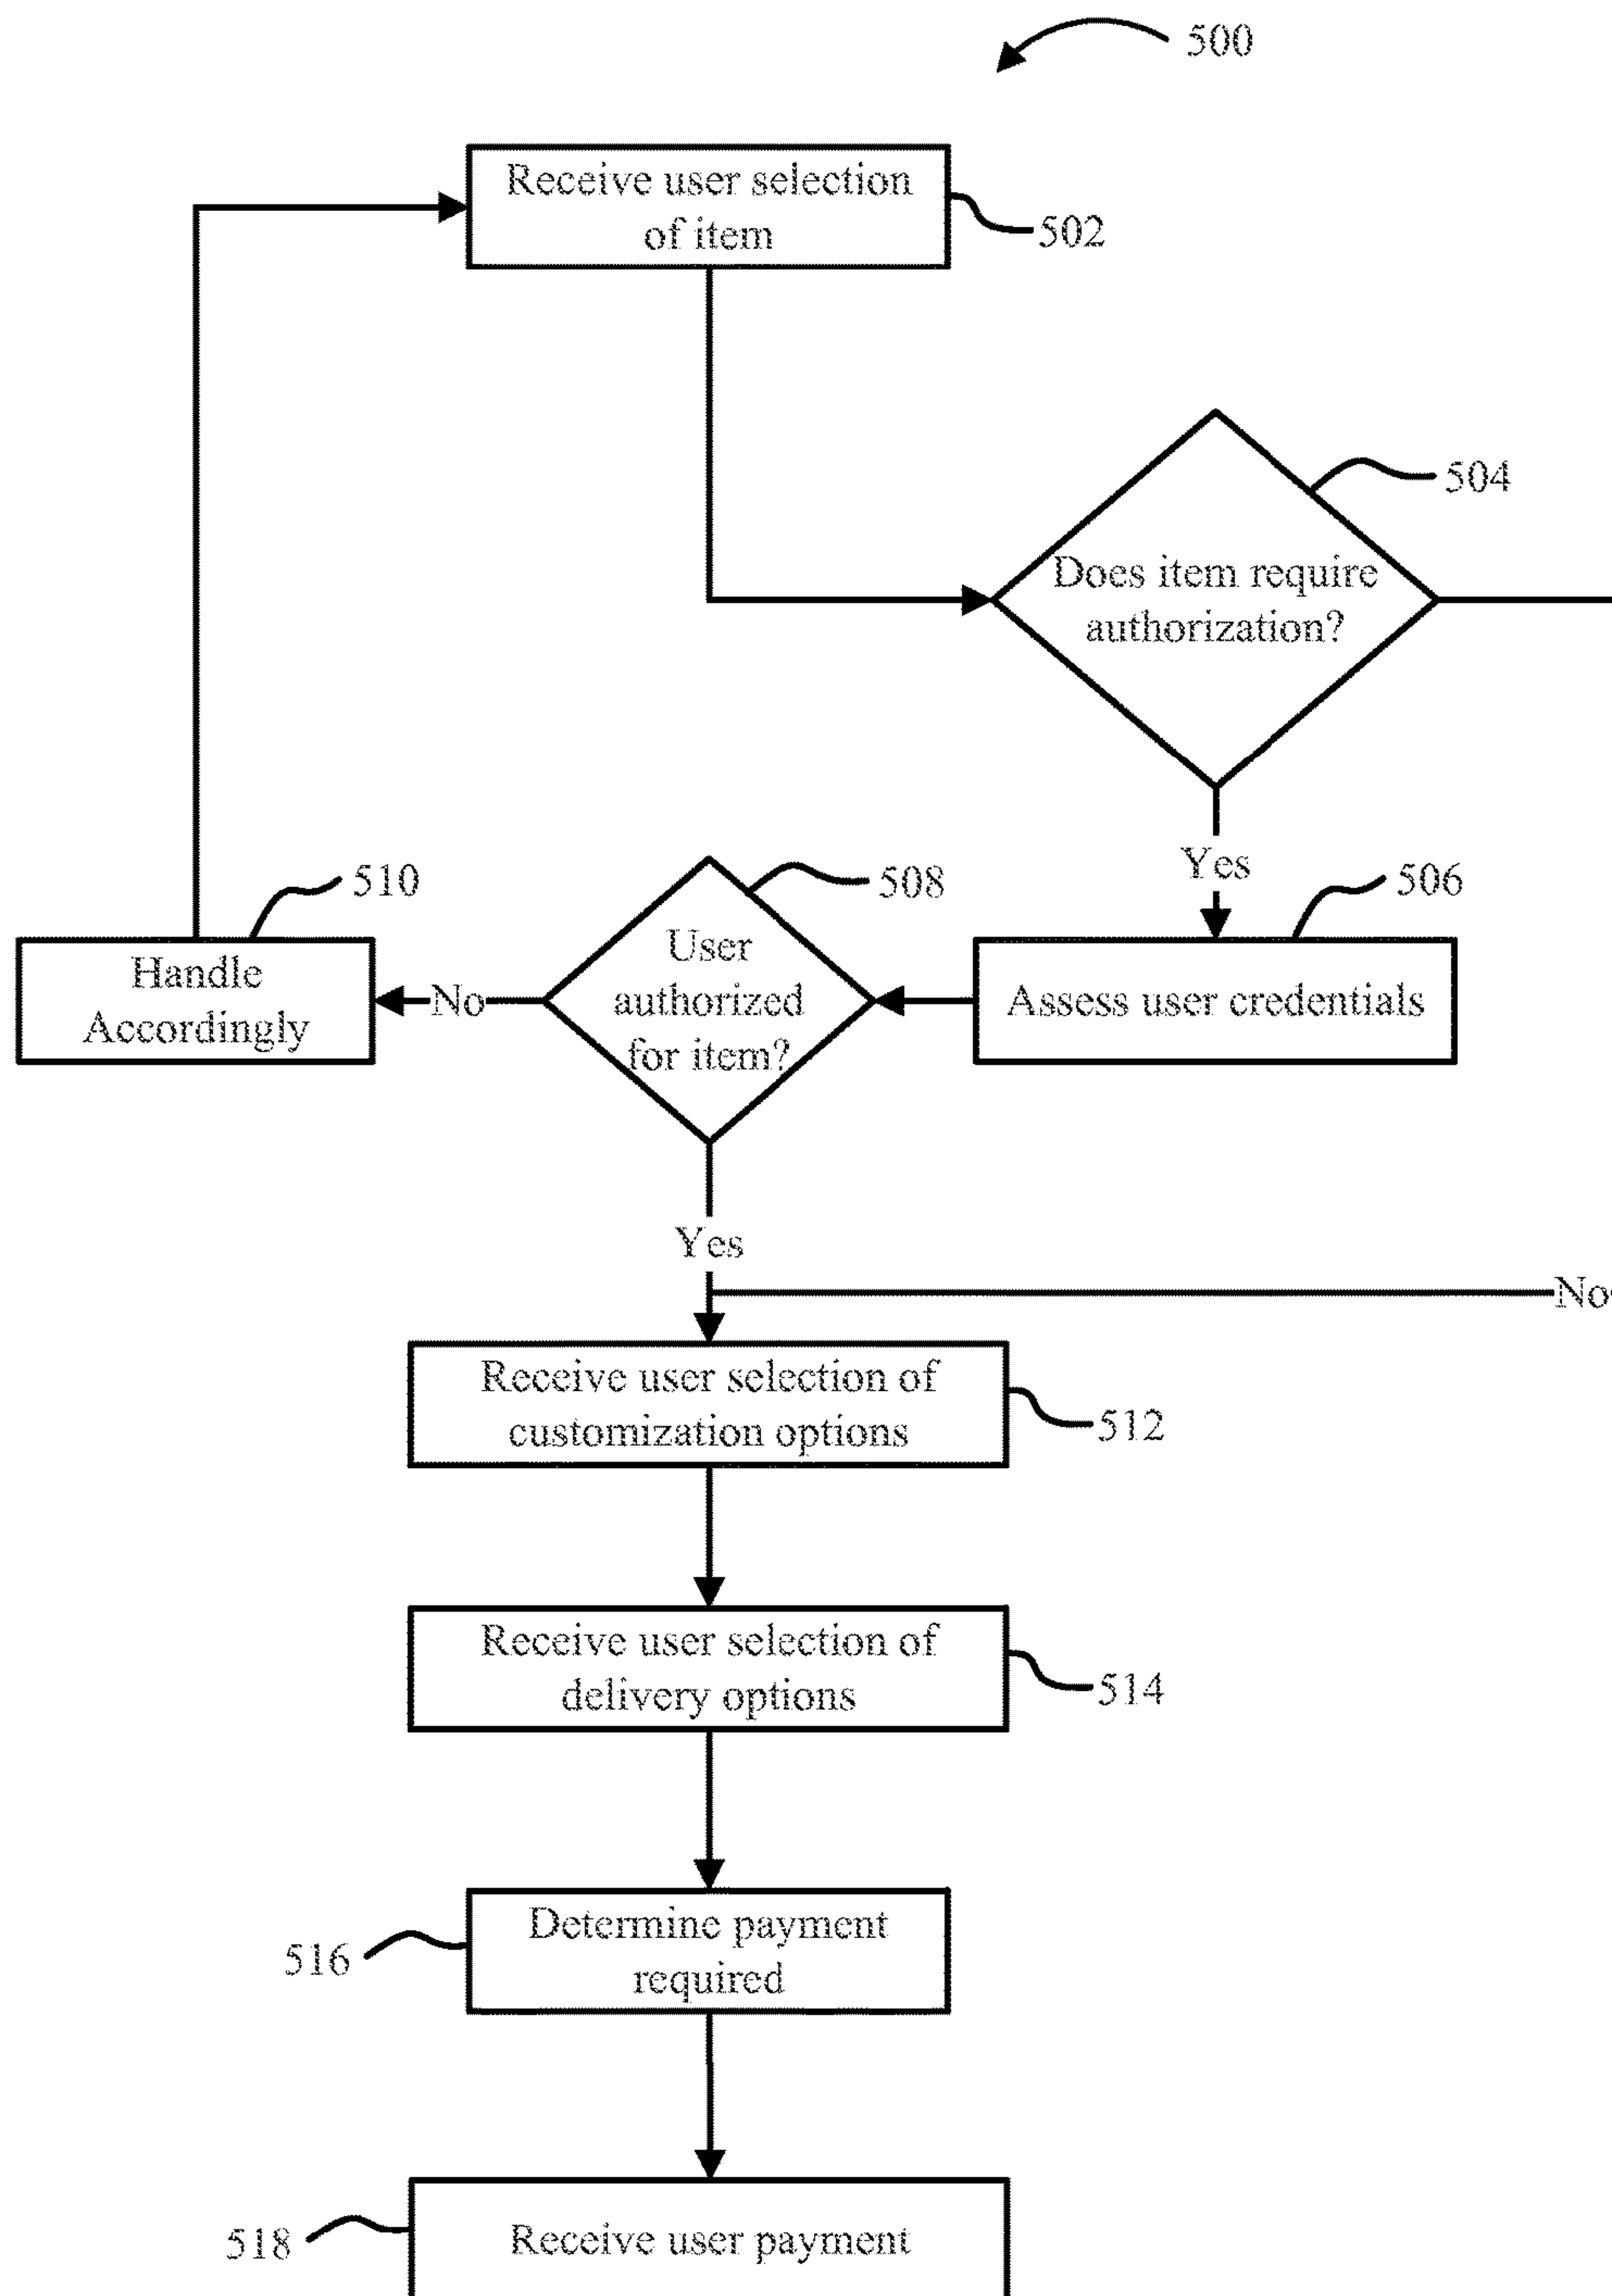 500
Receive user selection
of item
502
504
Does item require
authorization?
Yes
506
510
508
Handle
Accordingly
No
User
authorized
for item?
Assess user credentials
Yes
No
Receive user selection of
customization options
512
Receive user selection of
delivery options
514
Determine payment
required
516
Receive user payment
518